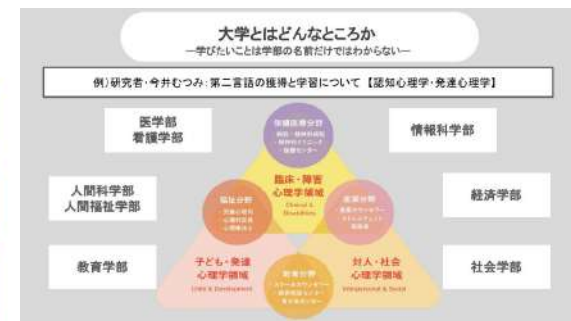 大学とはどんなところか
―学びたいことは学部の名前だけではわからない―
例)研究者・今井むつみ:第二言語の獲得と学習について 【認知心理学・発達心理学】
医学部
看護学部
情報科学部
人間科学部
人間福祉学部
経済学部
教育学部
社会学部
保健医療分野
臨床・障害
心理学領域
Clinical &
Disabilities
福祉分野
産業分野
子ども・発達
心理学領域
Child & Development
教育分野
対人・社会
心理学領域
Interpersonal & Social